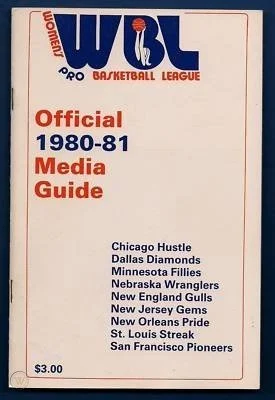 WOMENS
PRO
WBL
BASKETBALL LEAGUE
Official
1980-81
Media
Guide
Chicago Hustle
Dallas Diamonds
Minnesota Fillies
Nebraska Wranglers
New England Gulls
New Jersey Gems
New Orleans Pride
St. Louis Streak
San Francisco Pioneers
$3.00